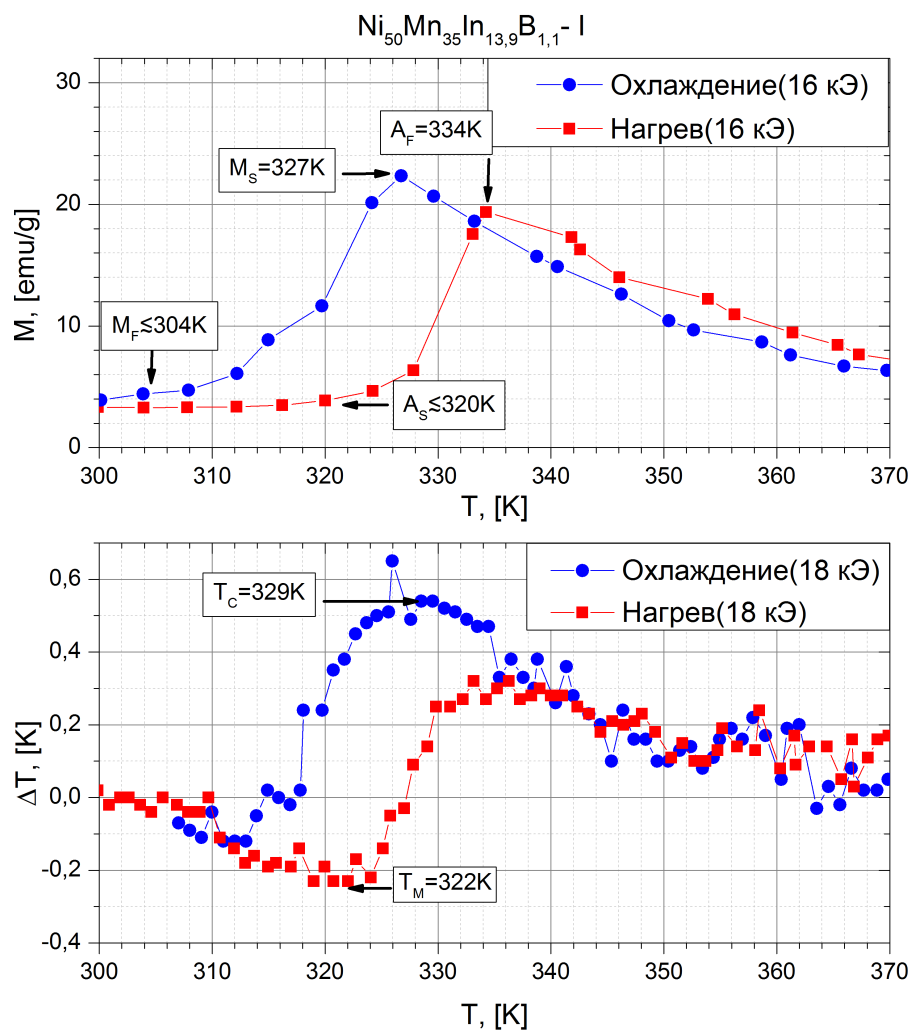 Ni50Mn35In13,9B1,1- I
Охлаждение(16 кЭ)
Нагрев(16 кЭ)
AF=334K
MS=327K
MF≲304K
AS≲320K
M, [emu/g]
30
20
10
0
300 310 320 330 340 350 360 370
T, [K]
Охлаждение(18 кЭ)
Нагрев(18 кЭ)
TC=329K
TM=322K
ΔT, [K]
0,6
0,4
0,2
0,0
-0,2
-0,4
300 310 320 330 340 350 360 370
T, [K]